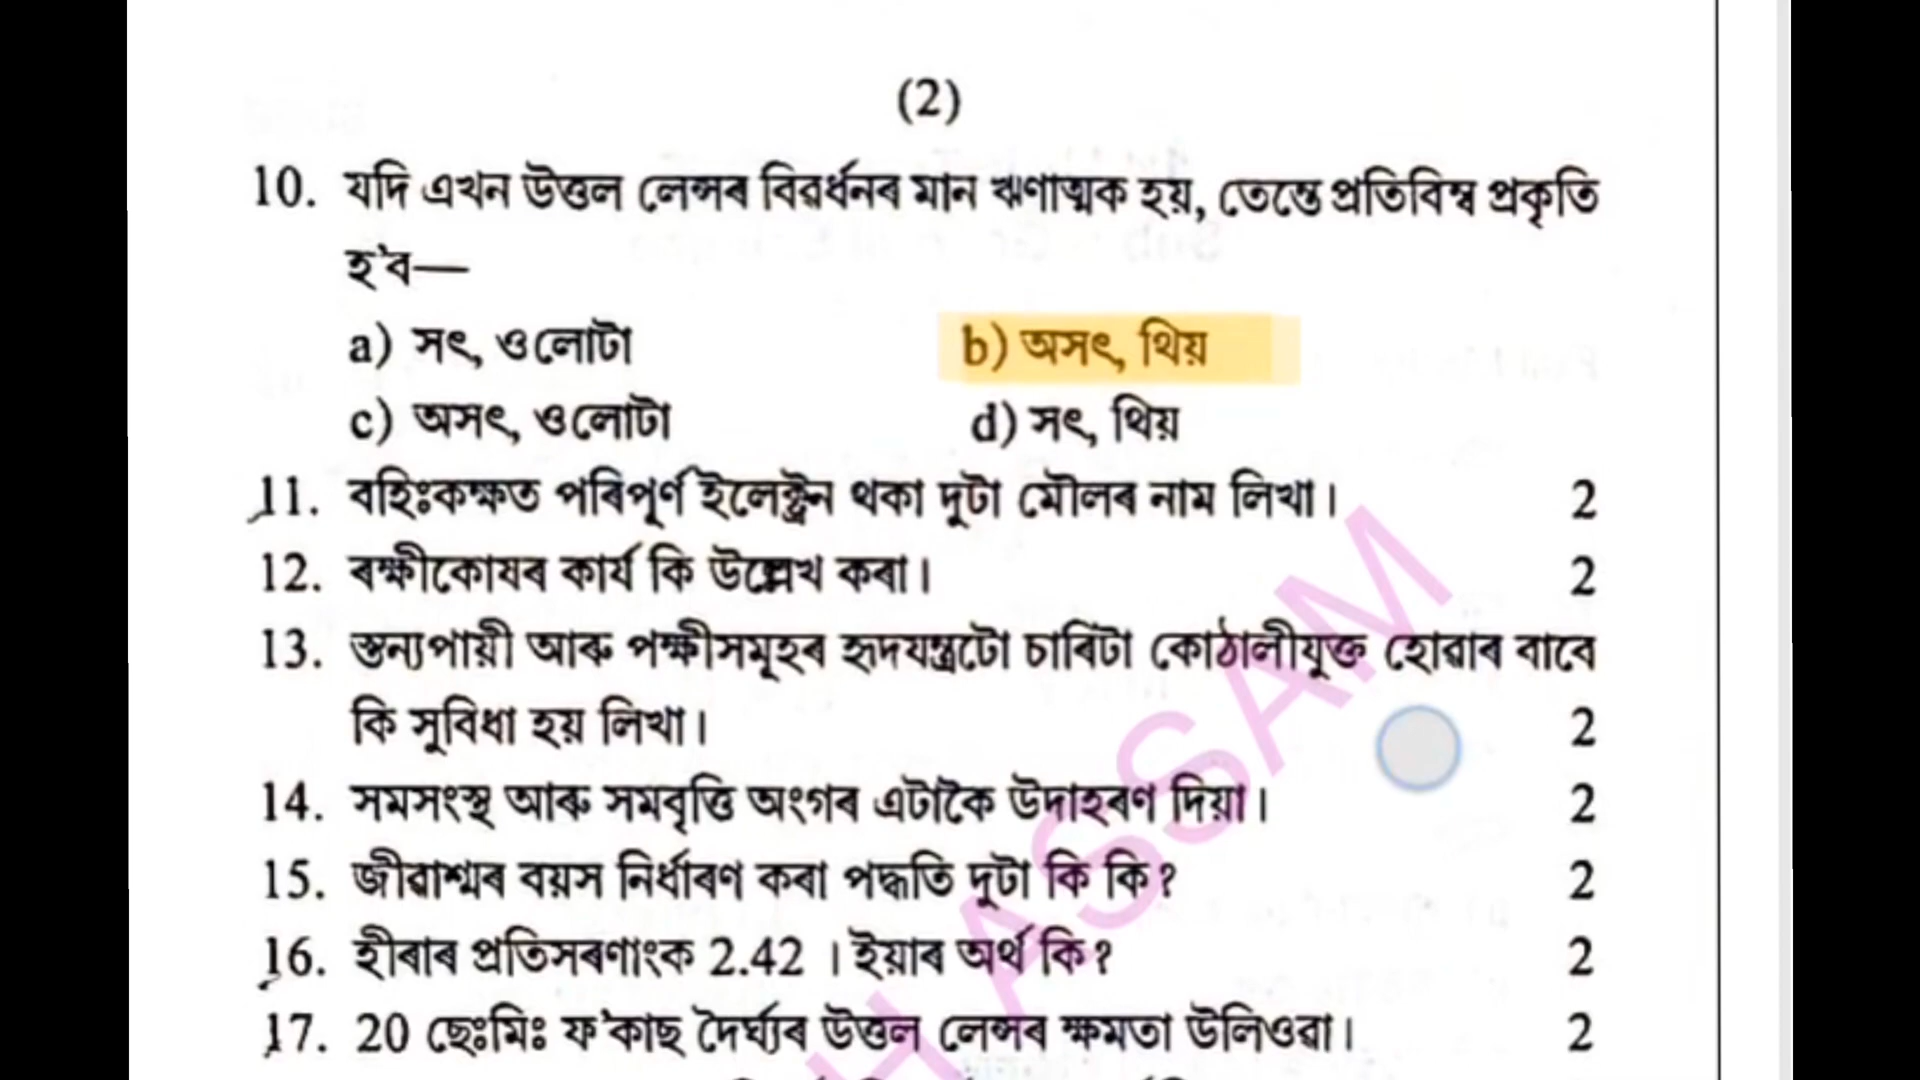 (2)
10. যদি এখন উত্তল লেন্সৰ বিৱৰ্ধনৰ মান ঋণাত্মক হয়, তেন্তে প্ৰতিবিম্ব প্ৰকৃতি
হ'ব—
a) সৎ, ওলোটা b) অসৎ, থিয়
c) অসৎ, ওলোটা d) সৎ, থিয়
11. বহিঃকক্ষত পৰিপূৰ্ণ ইলেক্ট্ৰন থকা দুটা মৌলৰ নাম লিখা। 2
12. ৰক্ষীকোষৰ কাৰ্য কি উল্লেখ কৰা। 2
13. স্তন্যপায়ী আৰু পক্ষীসমূহৰ হৃদযন্ত্ৰটো চাৰিটা কোঠালীযুক্ত হোৱাৰ বাবে
কি সুবিধা হয় লিখা। 2
14. সমসংস্থ আৰু সমবৃত্তি অংগৰ এটাকৈ উদাহৰণ দিয়া। 2
15. জীৱাশ্মৰ বয়স নিৰ্ধাৰণ কৰা পদ্ধতি দুটা কি কি? 2
16. হীৰাৰ প্ৰতিসৰণাংক 2.42 । ইয়াৰ অৰ্থ কি? 2
17. 20 ছেঃমিঃ ফ'কাছ দৈৰ্ঘ্যৰ উত্তল লেন্সৰ ক্ষমতা উলিওৱা। 2
H ASSAM